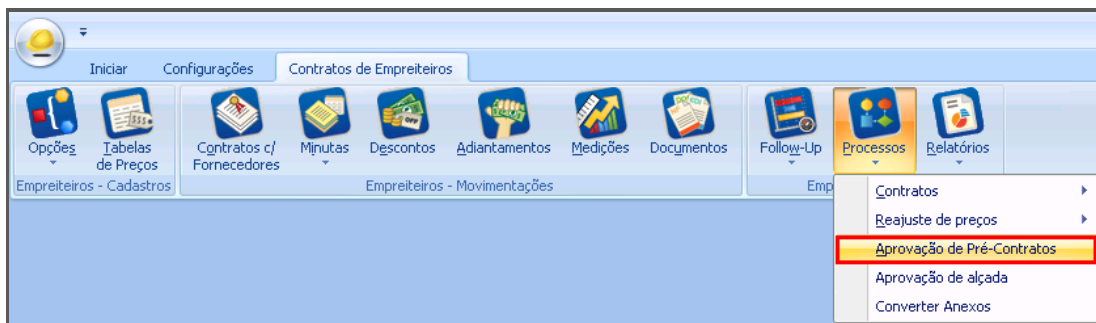 Iniciar Configurações Contratos de Empreiteiros
Opções Tabelas de Preços Contratos c/ Fornecedores Minutas Descontos Adiantamentos Medições Documentos Follow-Up Processos Relatórios
Empreiteiros - Cadastros Empreiteiros - Movimentações Emp
Contratos
Reajuste de preços
Aprovação de Pré-Contratos
Aprovação de alçada
Converter Anexos